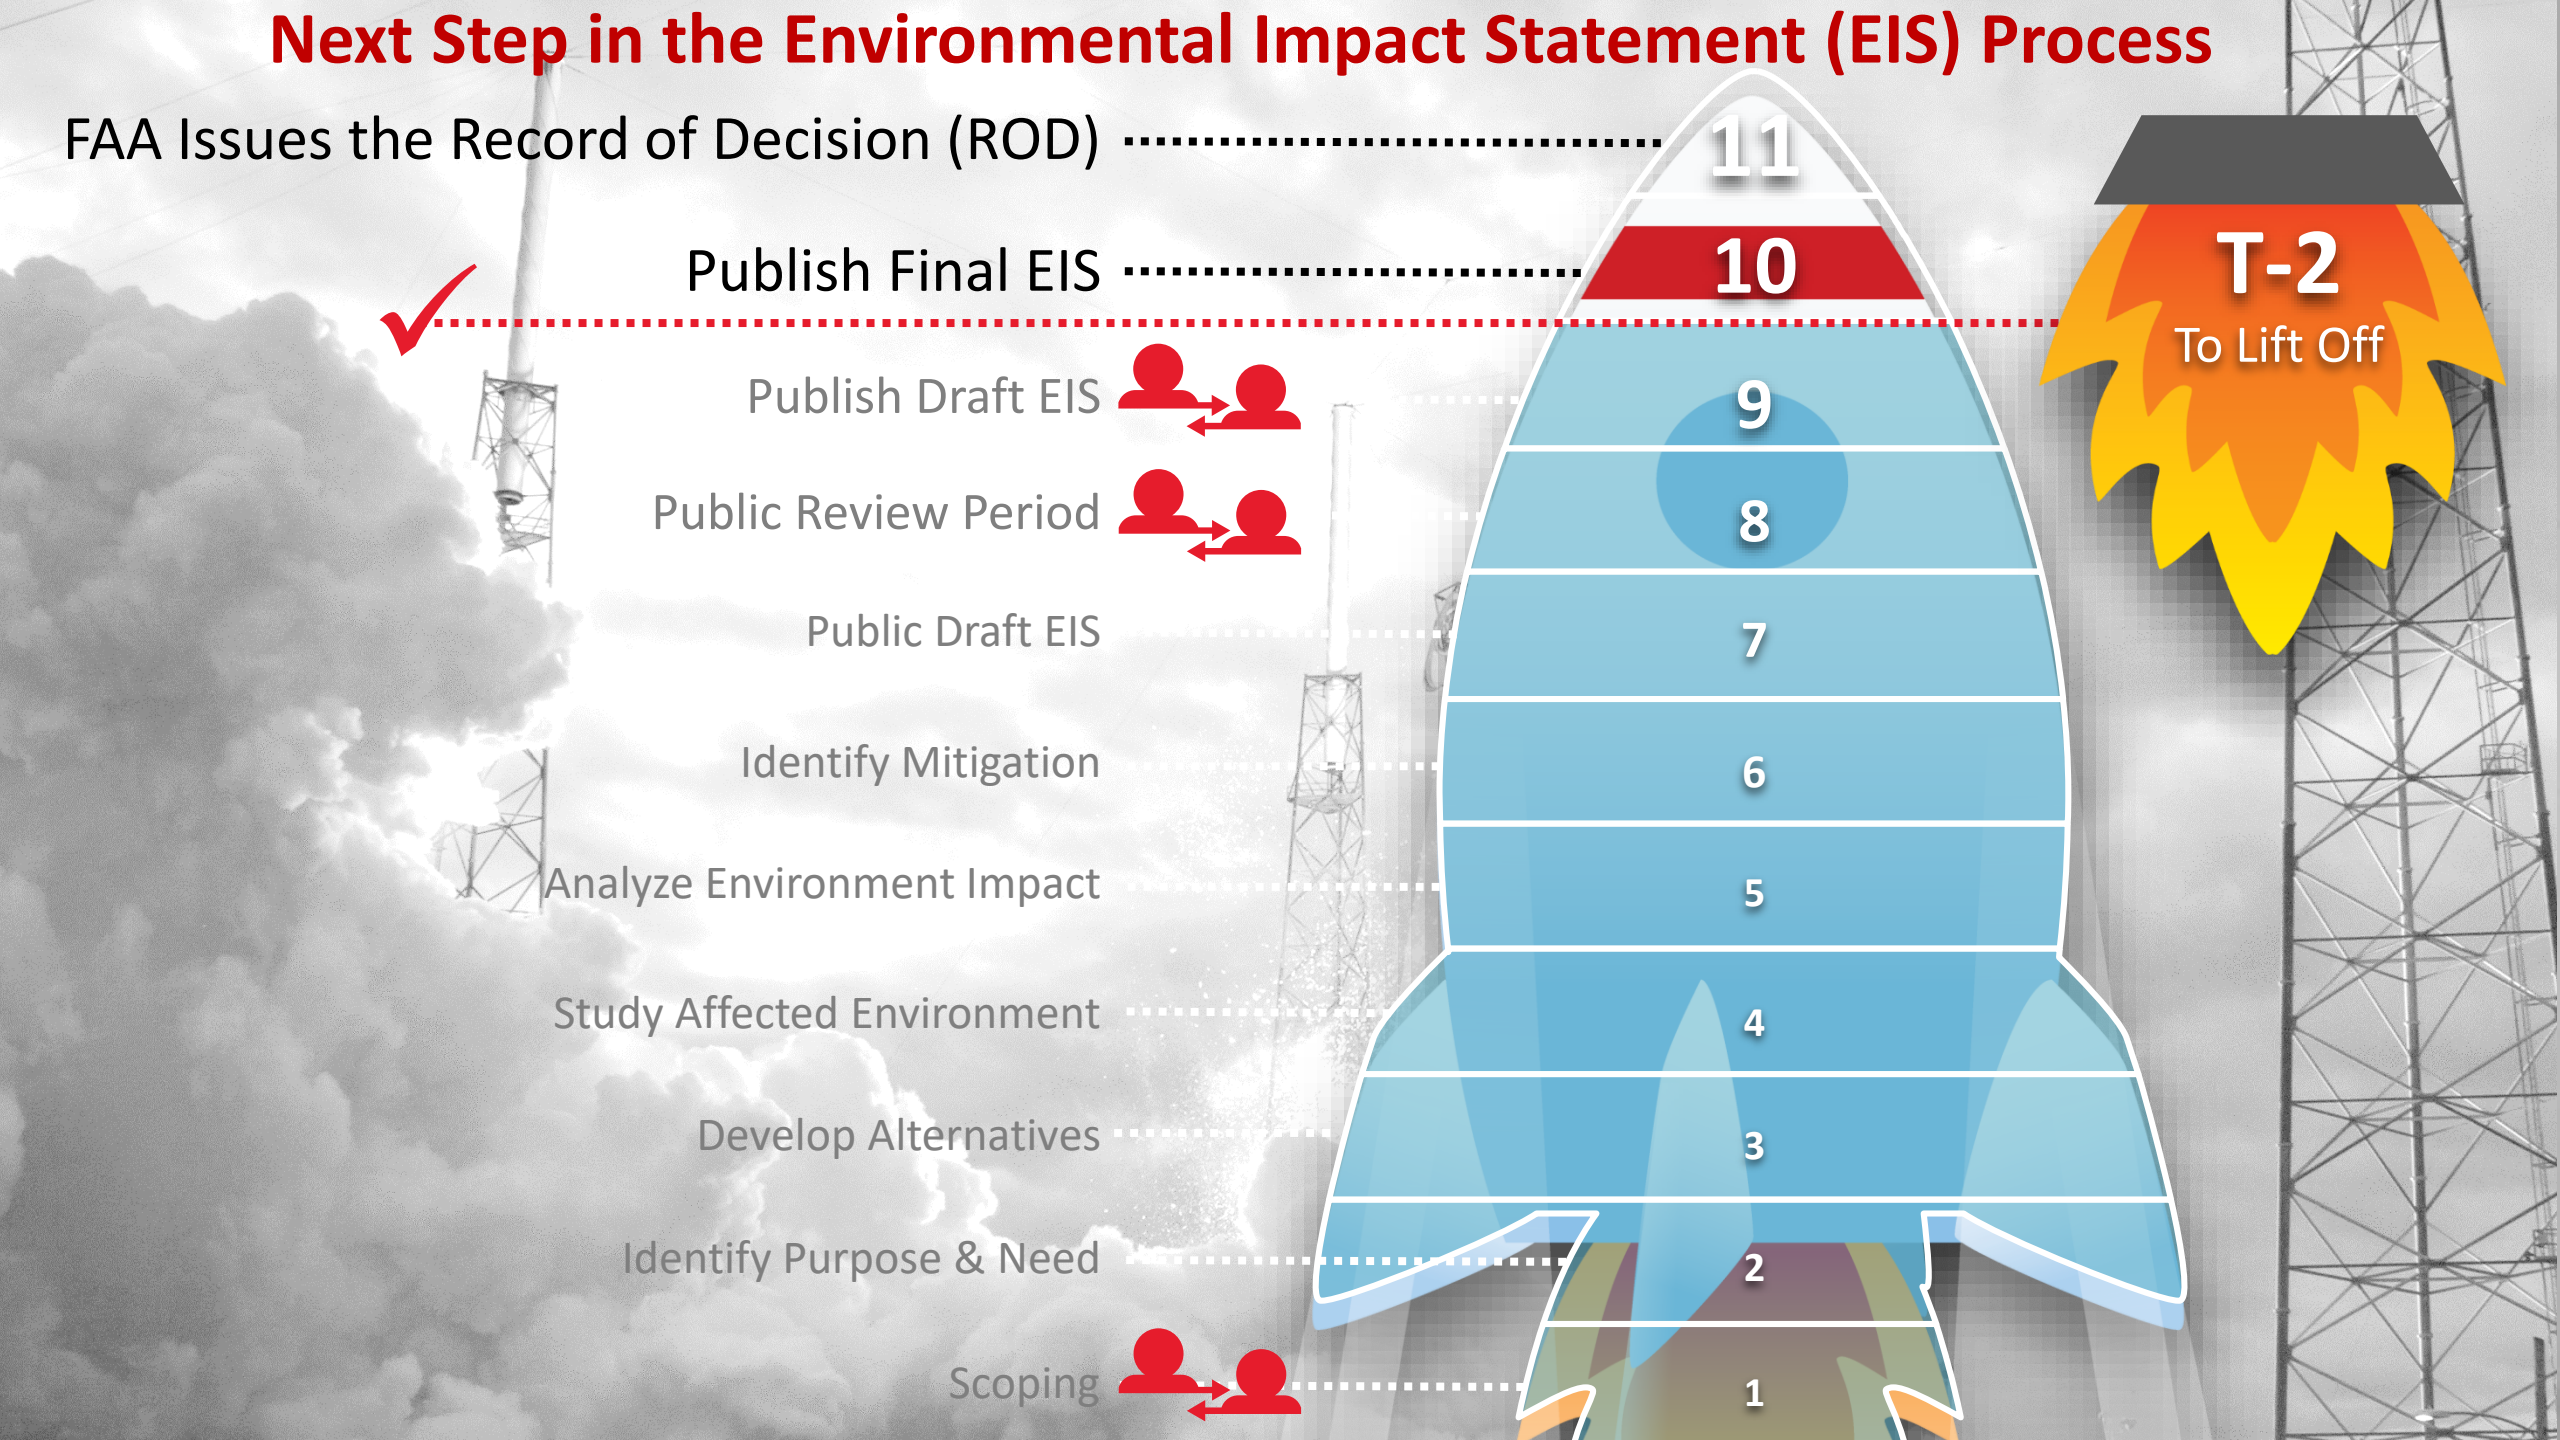 Next Step in the Environmental Impact Statement (EIS) Process
FAA Issues the Record of Decision (ROD) 11
Publish Final EIS 10
T-2
To Lift Off
Publish Draft EIS 9
Public Review Period 8
Public Draft EIS 7
Identify Mitigation 6
Analyze Environment Impact 5
Study Affected Environment 4
Develop Alternatives 3
Identify Purpose & Need 2
Scoping 1